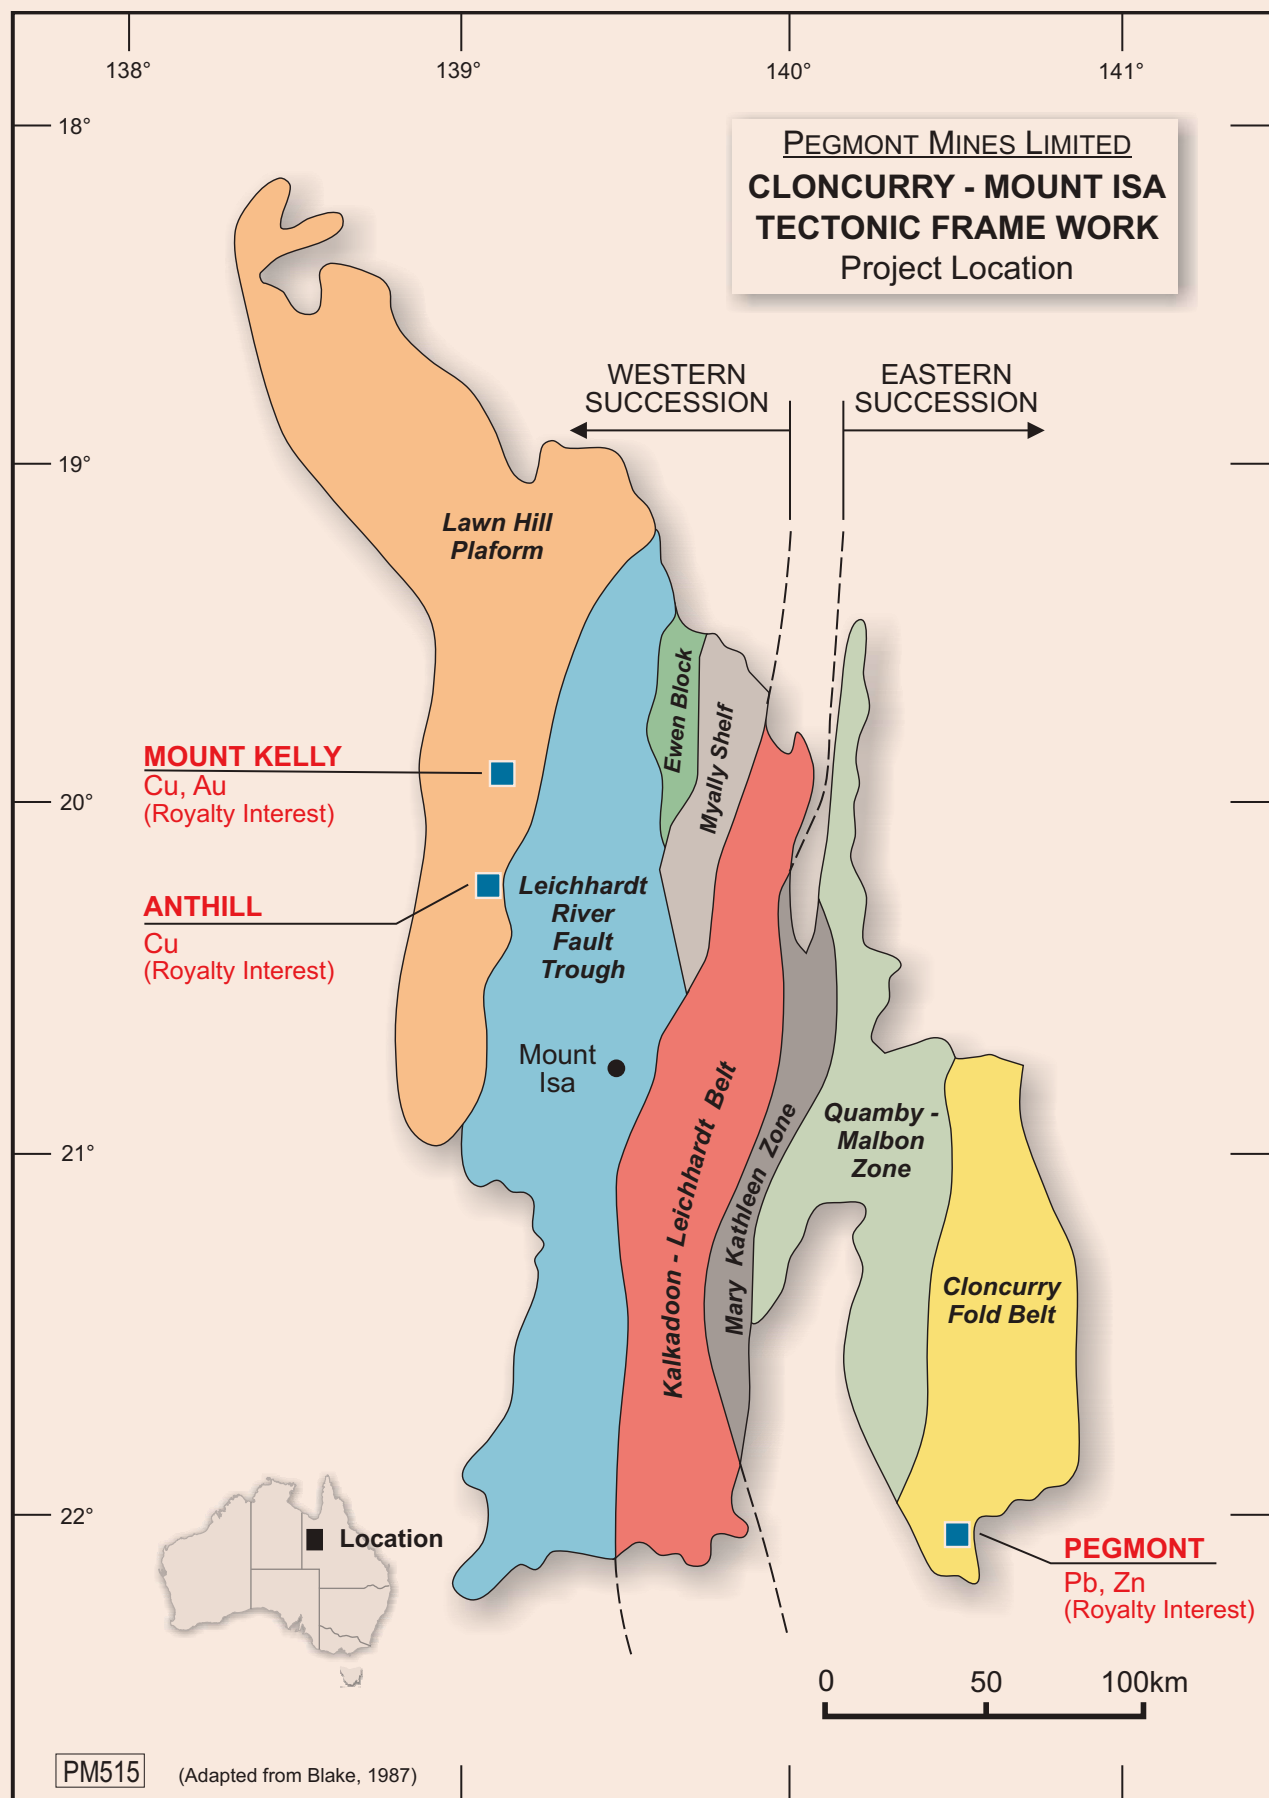 138°
139°
140°
141°
18°
PEGMONT MINES LIMITED
CLONCURRY - MOUNT ISA
TECTONIC FRAME WORK
Project Location
WESTERN
SUCCESSION
EASTERN
SUCCESSION
19°
Lawn Hill
Plaform
Ewen Block
Myally Shelf
MOUNT KELLY
Cu, Au
(Royalty Interest)
20°
ANTHILL
Cu
(Royalty Interest)
Leichhardt
River
Fault
Trough
Mount
Isa
Kalkadoon - Leichhardt Belt
Mary Kathleen Zone
Quamby -
Malbon
Zone
21°
Cloncurry
Fold Belt
22°
Location
PEGMONT
Pb, Zn
(Royalty Interest)
0 50 100km
PM515
(Adapted from Blake, 1987)